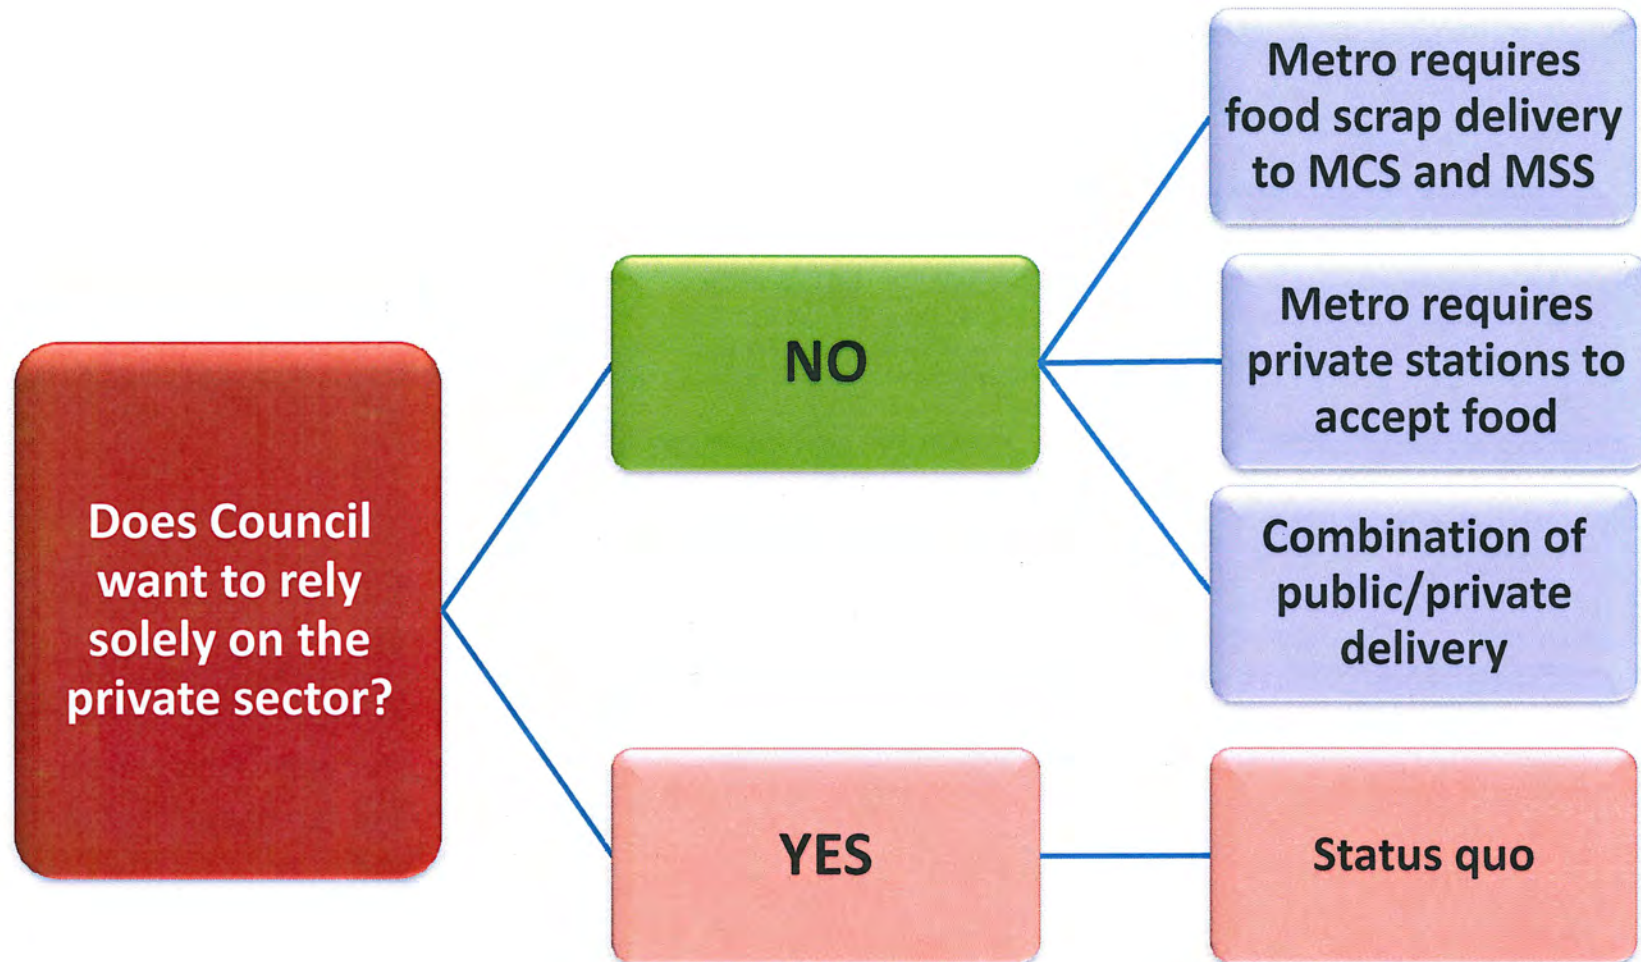 Does Council
want to rely
solely on the
private sector?
NO
Metro requires
food scrap delivery
to MCS and MSS
Metro requires
private stations to
accept food
Combination of
public/private
delivery
YES
Status quo